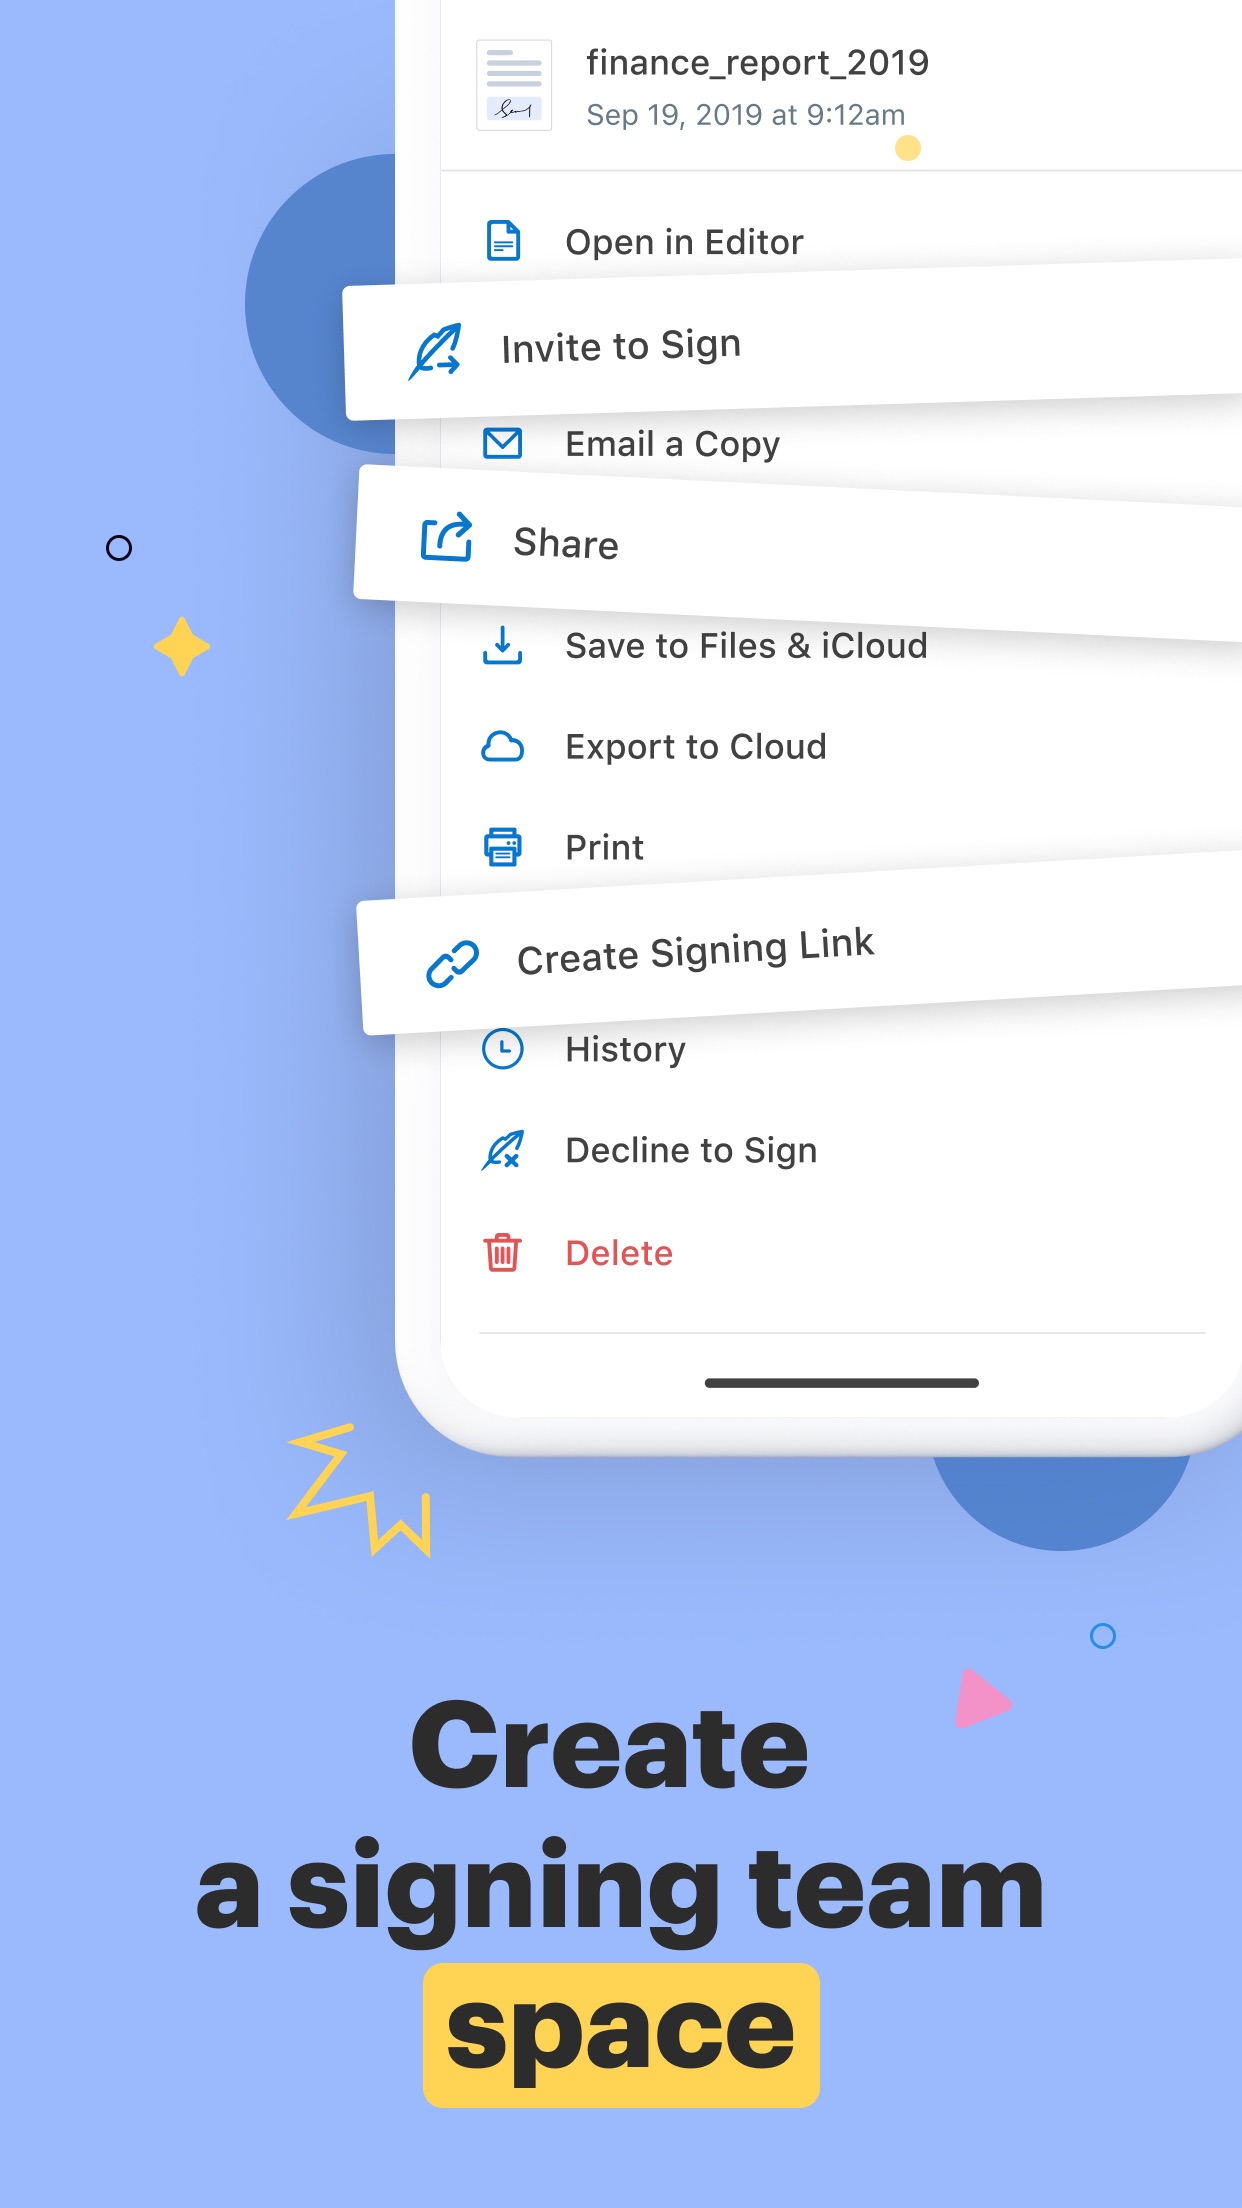 finance_report_2019
Sep 19, 2019 at 9:12am
Open in Editor
Invite to Sign
Email a Copy
Share
Save to Files & iCloud
Export to Cloud
Print
Create Signing Link
History
Decline to Sign
Delete
Create
a signing team
space